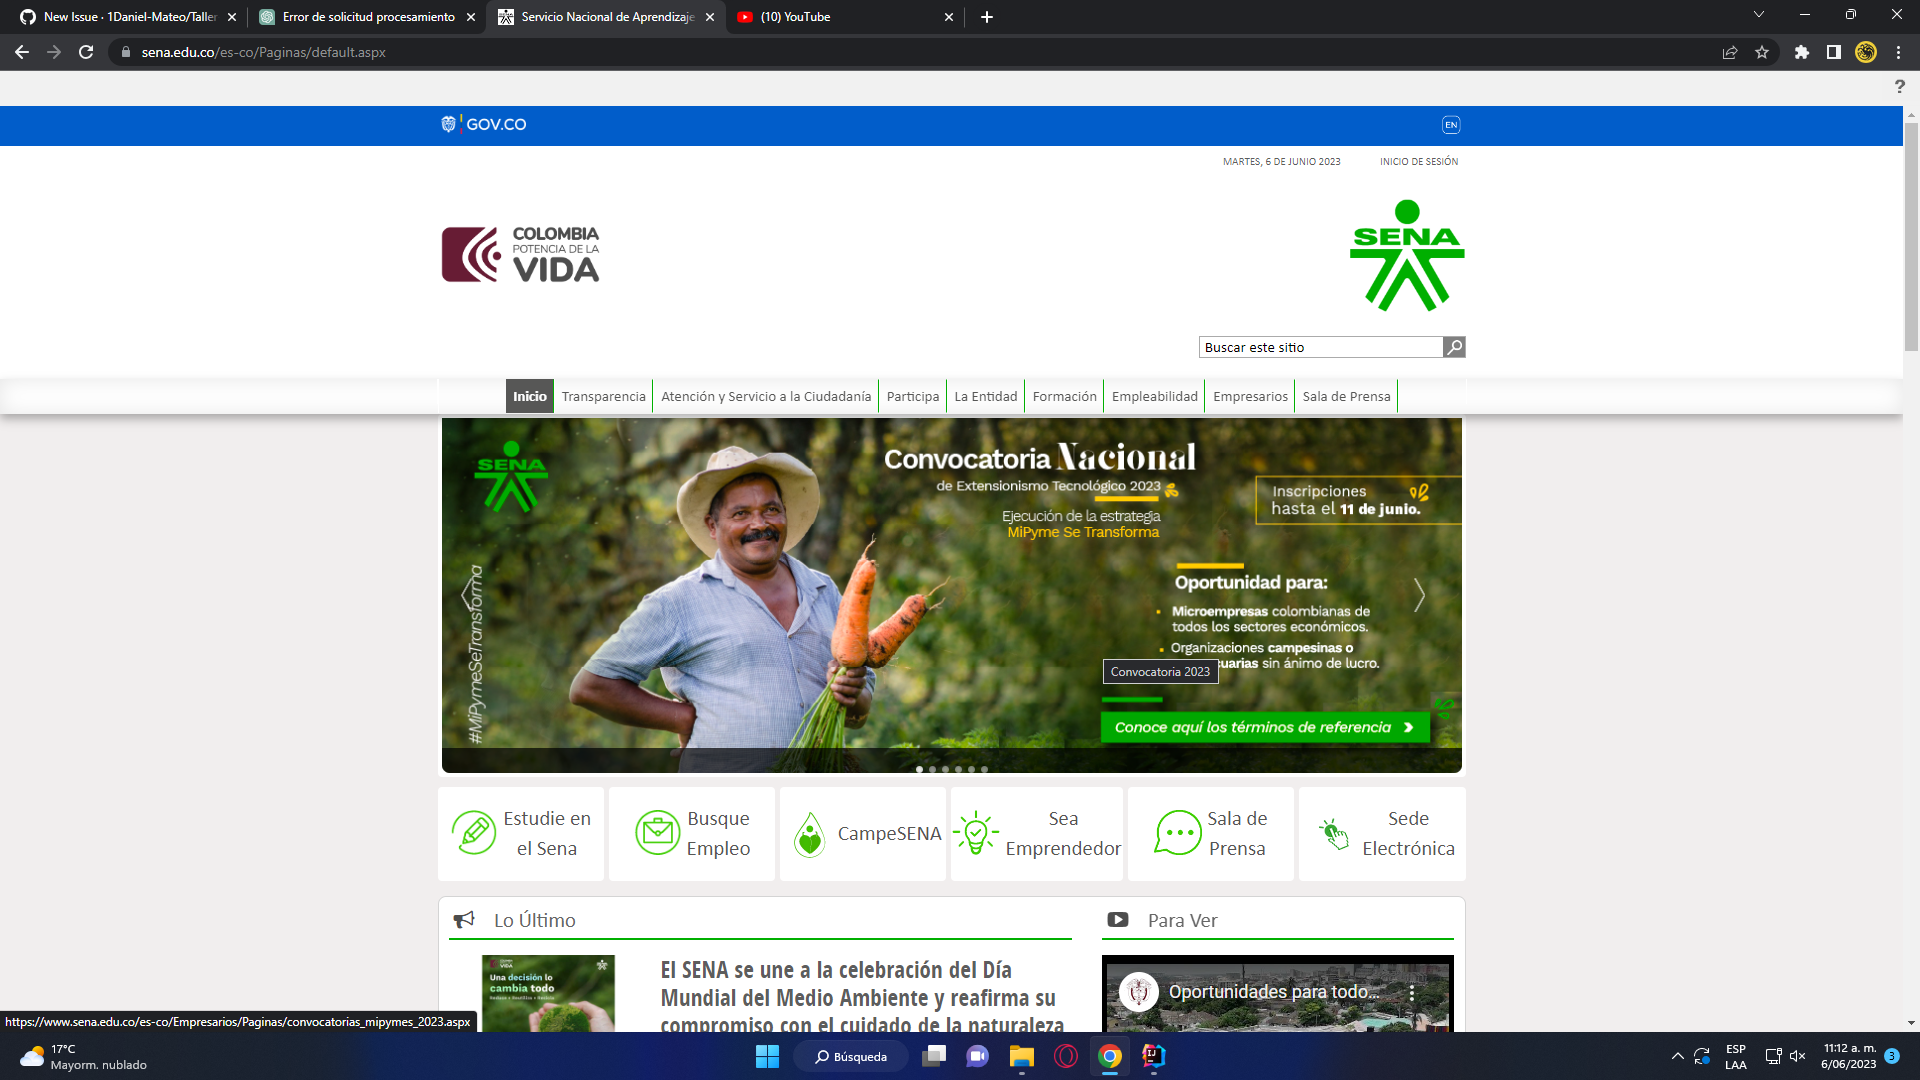 New Issue · 1Daniel-Mateo/Taller
Error de solicitud procesamiento
Servicio Nacional de Aprendizaje
(10) YouTube
sena.edu.co/es-co/Paginas/default.aspx
?
GOV.CO
EN
MARTES, 6 DE JUNIO 2023
INICIO DE SESIÓN
COLOMBIA
POTENCIA DE LA
VIDA
SENA
Buscar este sitio
Inicio
Transparencia
Atención y Servicio a la Ciudadanía
Participa
La Entidad
Formación
Empleabilidad
Empresarios
Sala de Prensa
SENA
Convocatoria Nacional
de Extensionismo Tecnológico 2023
Ejecución de la estrategia
MiPyme Se Transforma
Inscripciones
hasta el 11 de junio.
#MiPymeSeTransforma
Oportunidad para:
Microempresas colombianas de
todos los sectores económicos.
Organizaciones campesinas o
cuarias sin ánimo de lucro.
Convocatoria 2023
Conoce aquí los términos de referencia
Estudie en
el Sena
Busque
Empleo
CampeSENA
Sea
Emprendedor
Sala de
Prensa
Sede
Electrónica
Lo Último
Para Ver
VIDA
Una decisión lo
cambia todo
El SENA se une a la celebración del Día
Mundial del Medio Ambiente y reafirma su
compromiso con el cuidado de la naturaleza
Oportunidades para todo...
https://www.sena.edu.co/es-co/Empresarios/Paginas/convocatorias_mipymes_2023.aspx
17°C
Mayorm. nublado
Búsqueda
ESP
LAA
11:12 a. m.
6/06/2023
3